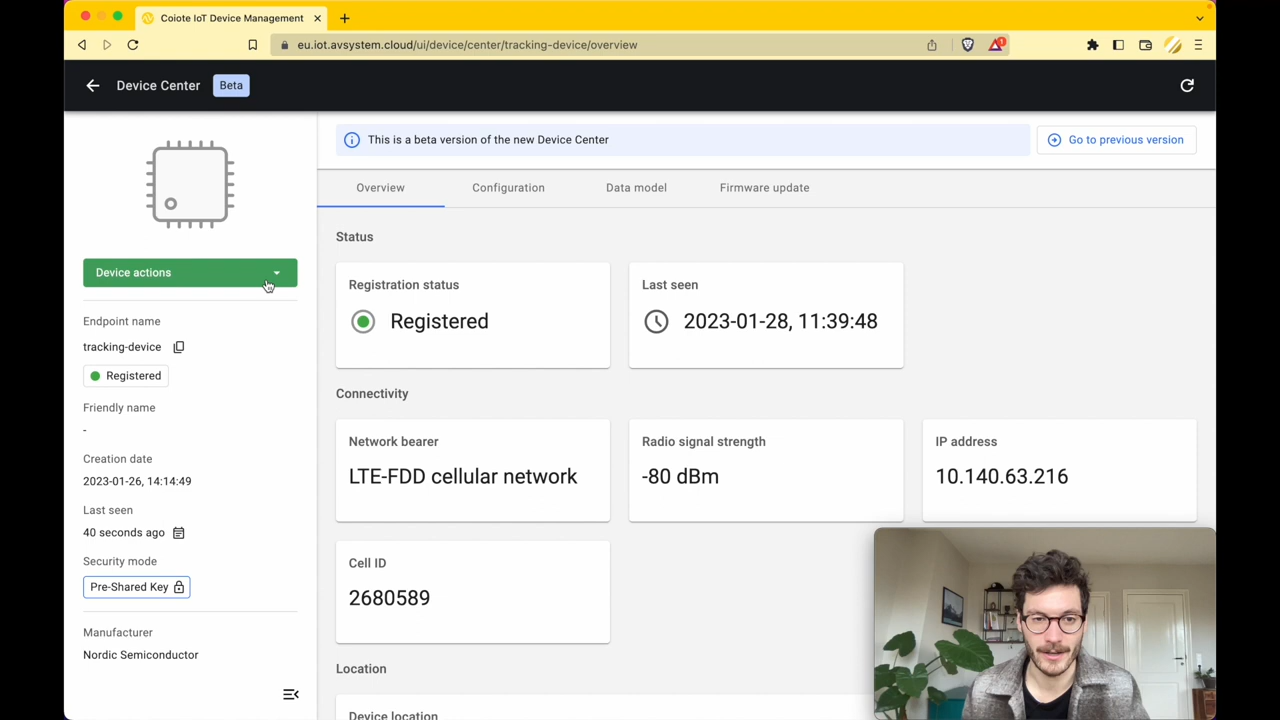 Coiote IoT Device Management
eu.iot.avsystem.cloud/ui/device/center/tracking-device/overview
1
Device Center
Beta
This is a beta version of the new Device Center
Go to previous version
Overview
Configuration
Data model
Firmware update
Device actions
Endpoint name
tracking-device
Registered
Friendly name
-
Creation date
2023-01-26, 14:14:49
Last seen
40 seconds ago
Security mode
Pre-Shared Key
Manufacturer
Nordic Semiconductor
Status
Registration status
Registered
Last seen
2023-01-28, 11:39:48
Connectivity
Network bearer
LTE-FDD cellular network
Radio signal strength
-80 dBm
IP address
10.140.63.216
Cell ID
2680589
Location
Device location